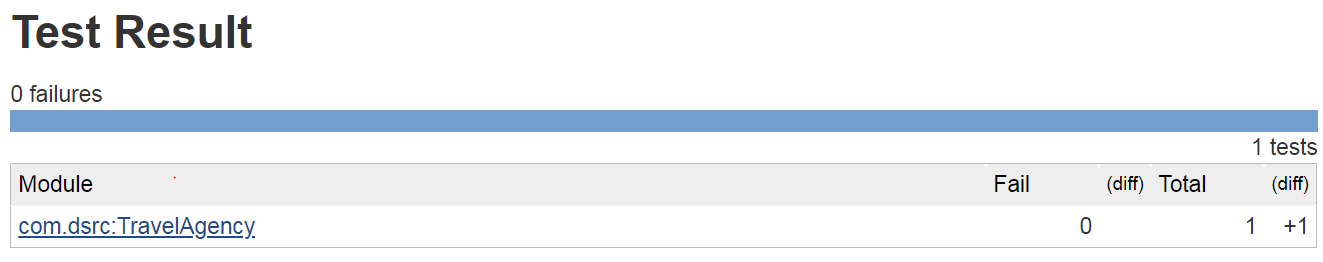 Test Result
0 failures
1 tests
Module Fail (diff) Total (diff)
com.dsrc:TravelAgency 0 1 +1